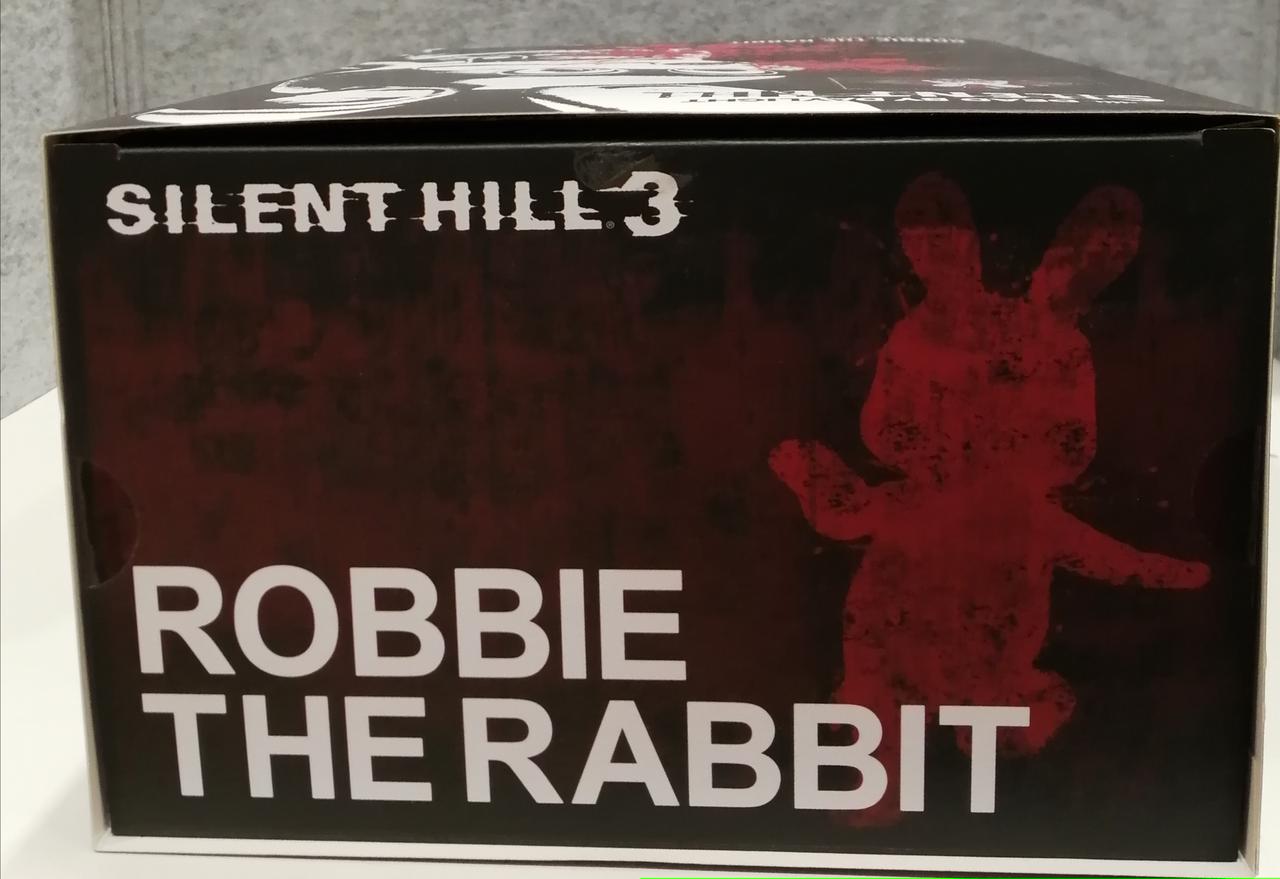 SILENT HILL® 3
ROBBIE
THE RABBIT